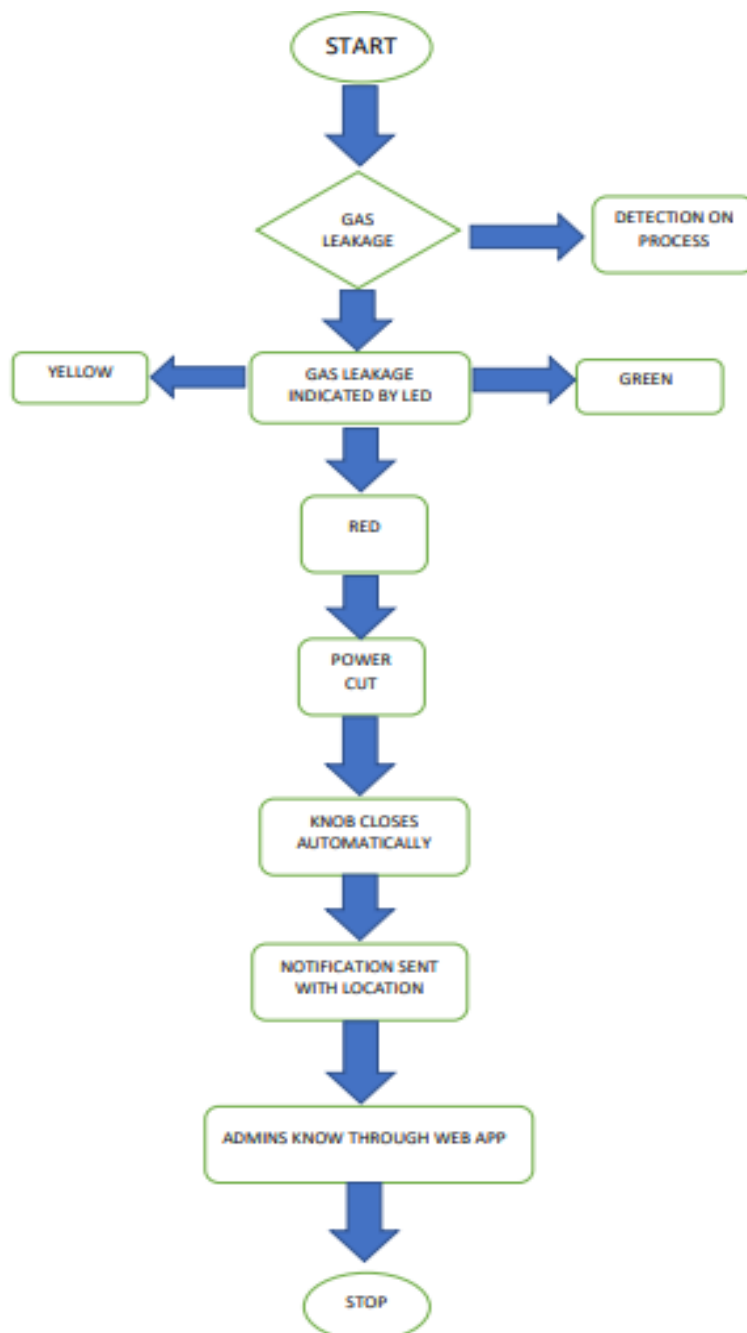 START
GAS
LEAKAGE
DETECTION ON
PROCESS
YELLOW
GAS LEAKAGE
INDICATED BY LED
GREEN
RED
POWER
CUT
KNOB CLOSES
AUTOMATICALLY
NOTIFICATION SENT
WITH LOCATION
ADMINS KNOW THROUGH WEB APP
STOP